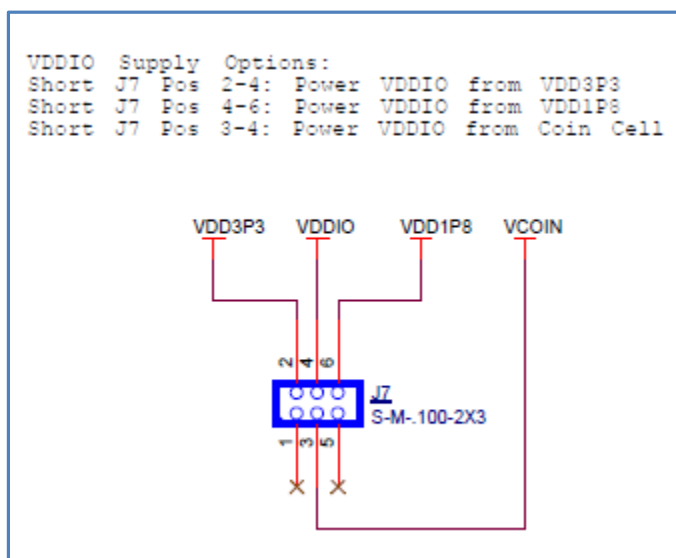 VDDIO Supply Options:
Short J7 Pos 2-4: Power VDDIO from VDD3P3
Short J7 Pos 4-6: Power VDDIO from VDD1P8
Short J7 Pos 3-4: Power VDDIO from Coin Cell
VDD3P3 VDDIO VDD1P8 VCOIN
2 4 6
J7
S-M-.100-2X3
1 3 5